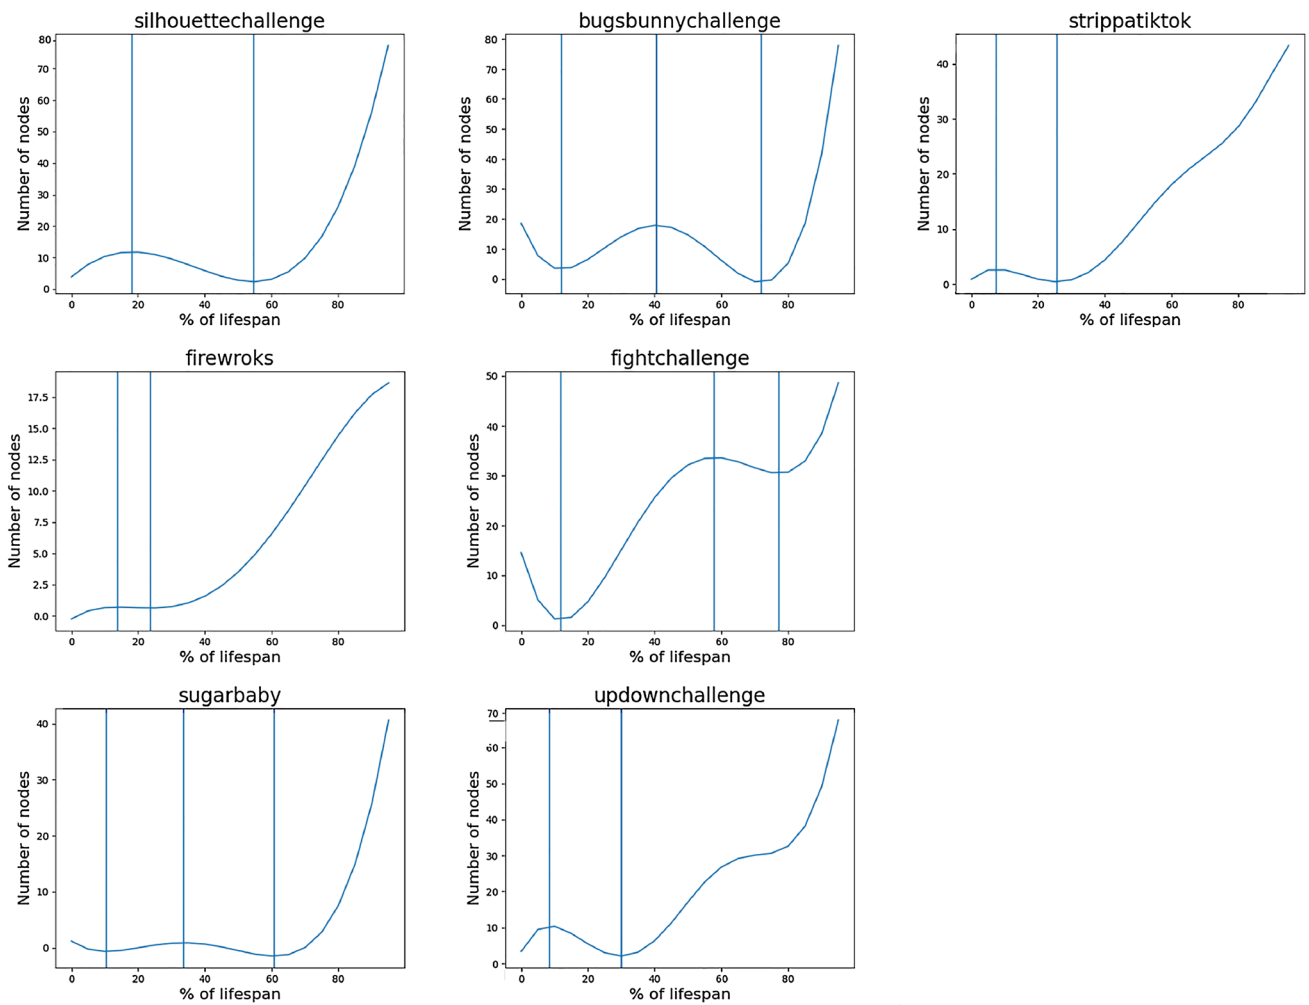 silhouettechallenge
Number of nodes
80
70
60
50
40
30
20
10
0
0 20 40 60 80
% of lifespan
bugsbunnychallenge
Number of nodes
80
70
60
50
40
30
20
10
0
0 20 40 60 80
% of lifespan
strippatiktok
Number of nodes
40
30
20
10
0
0 20 40 60 80
% of lifespan
firewroks
Number of nodes
17.5
15.0
12.5
10.0
7.5
5.0
2.5
0.0
0 20 40 60 80
% of lifespan
fightchallenge
Number of nodes
50
40
30
20
10
0
0 20 40 60 80
% of lifespan
sugarbaby
Number of nodes
40
30
20
10
0
0 20 40 60 80
% of lifespan
updownchallenge
Number of nodes
70
60
50
40
30
20
10
0
0 20 40 60 80
% of lifespan